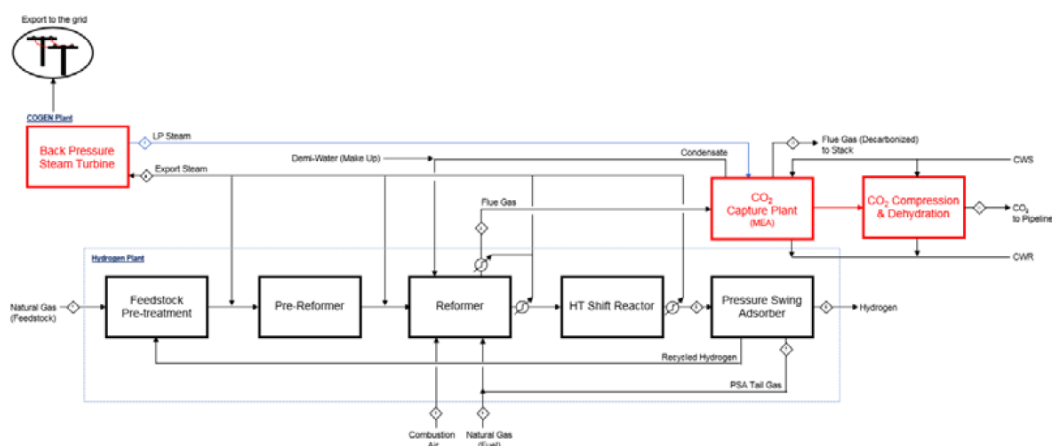 Export to the grid
COGEN Plant
Back Pressure
Steam Turbine
LP Steam
Export Steam
Demi-Water (Make Up)
Condensate
Flue Gas (Decarbonized)
to Stack
CWS
CO2
Capture Plant
(MEA)
CO2 Compression
& Dehydration
CO2
to Pipeline
Flue Gas
CWR
Hydrogen Plant
Natural Gas
(Feedstock)
Feedstock
Pre-treatment
Pre-Reformer
Reformer
HT Shift Reactor
Pressure Swing
Adsorber
Hydrogen
Recycled Hydrogen
PSA Tail Gas
Combustion
Air
Natural Gas
(Fuel)